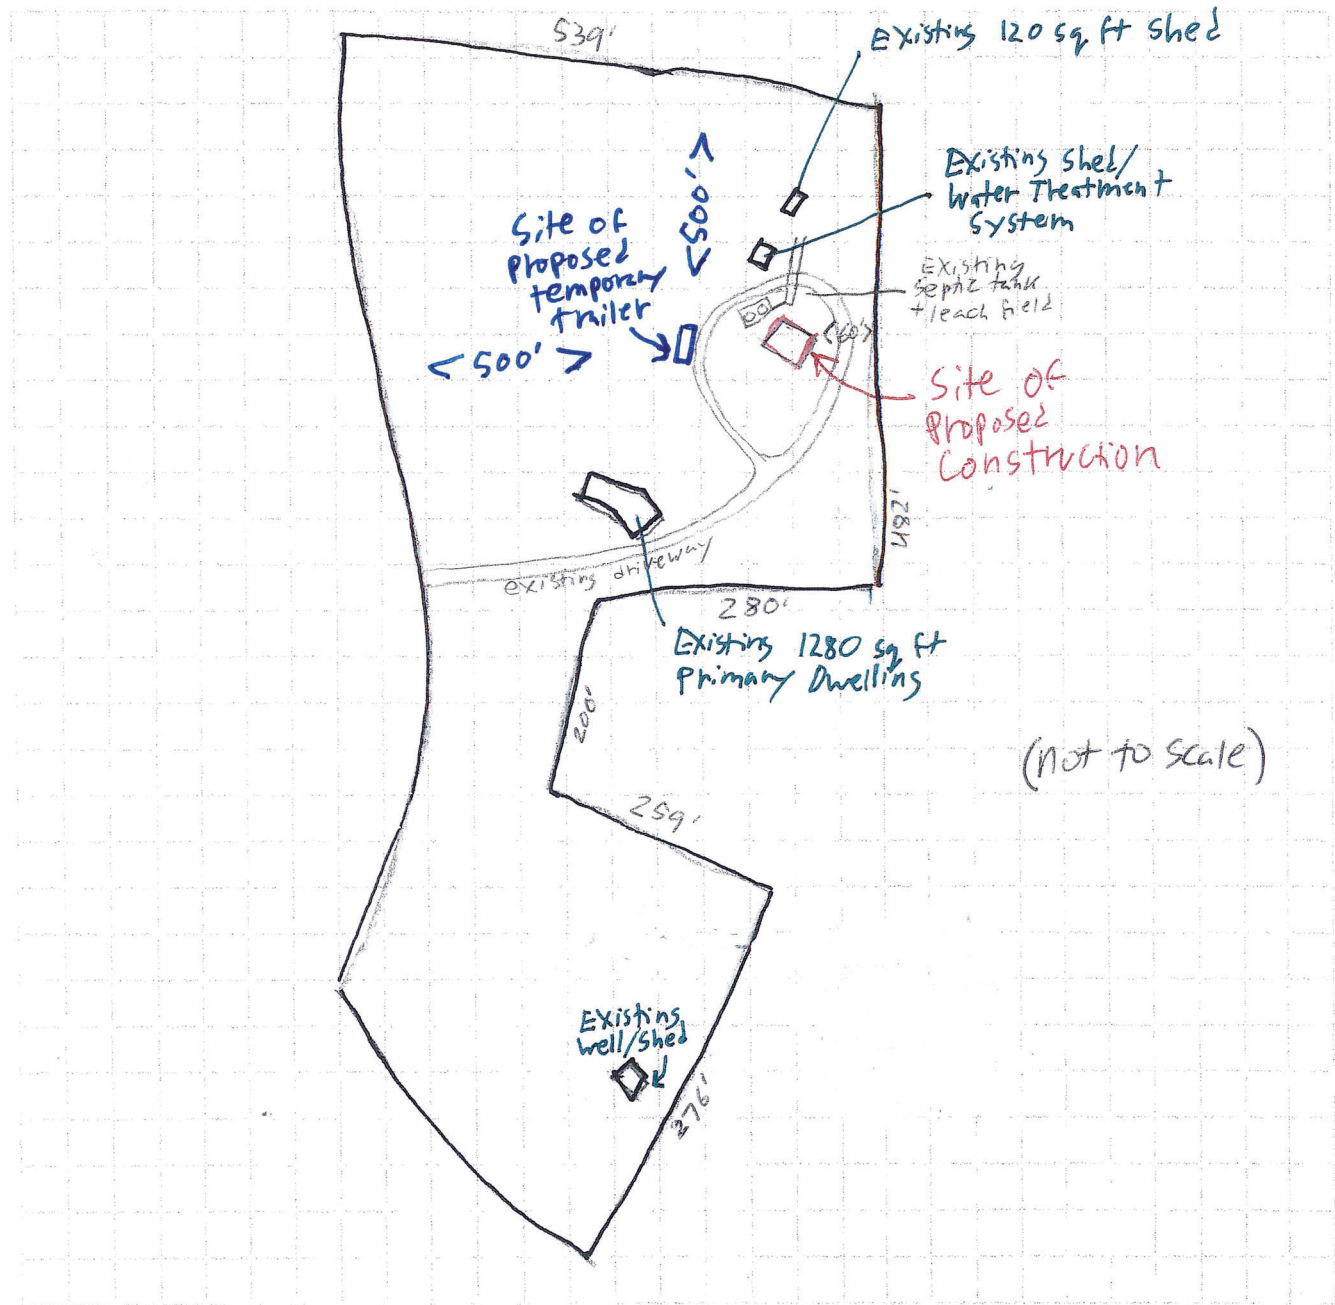 539'
Existing 120 sq ft shed
Existing shed/
Water Treatment
System
<500'>
Site of
proposed
temporary
trailer
Existing
septic tank
+ leach field
<60'>
<500'>
Site of
proposed
Construction
482'
existing driveway
280'
Existing 1280 sq ft
Primary Dwelling
200'
(not to scale)
259'
Existing
well/shed
276'